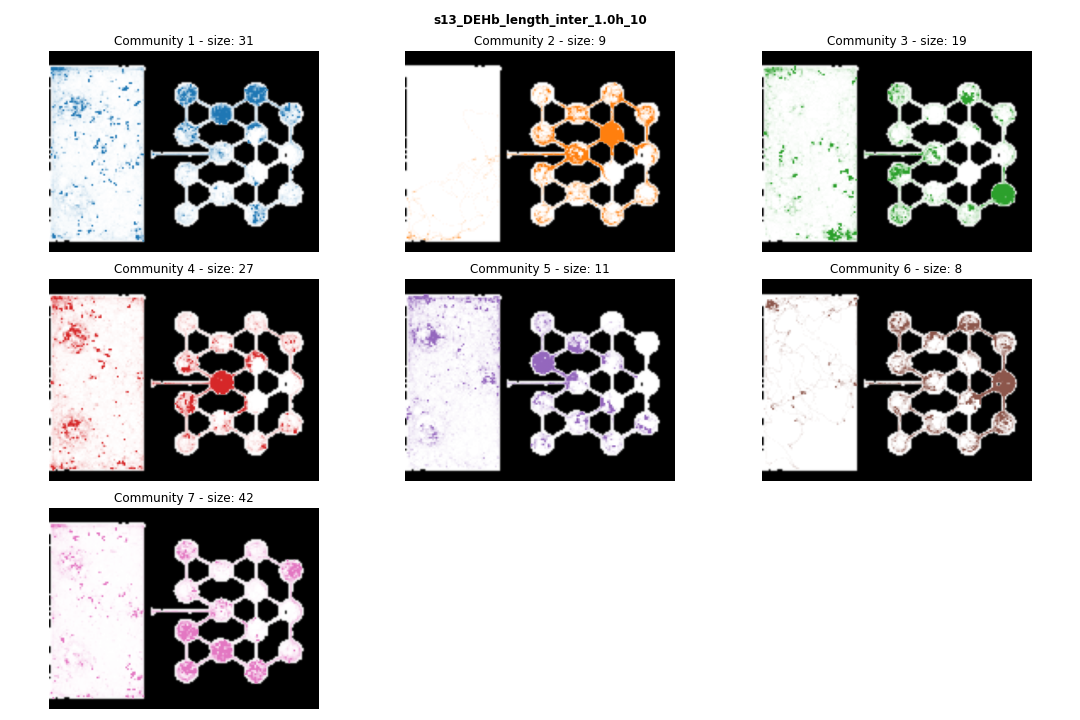 s13_DEHb_length_inter_1.0h_10
Community 1 - size: 31
Community 2 - size: 9
Community 3 - size: 19
Community 4 - size: 27
Community 5 - size: 11
Community 6 - size: 8
Community 7 - size: 42